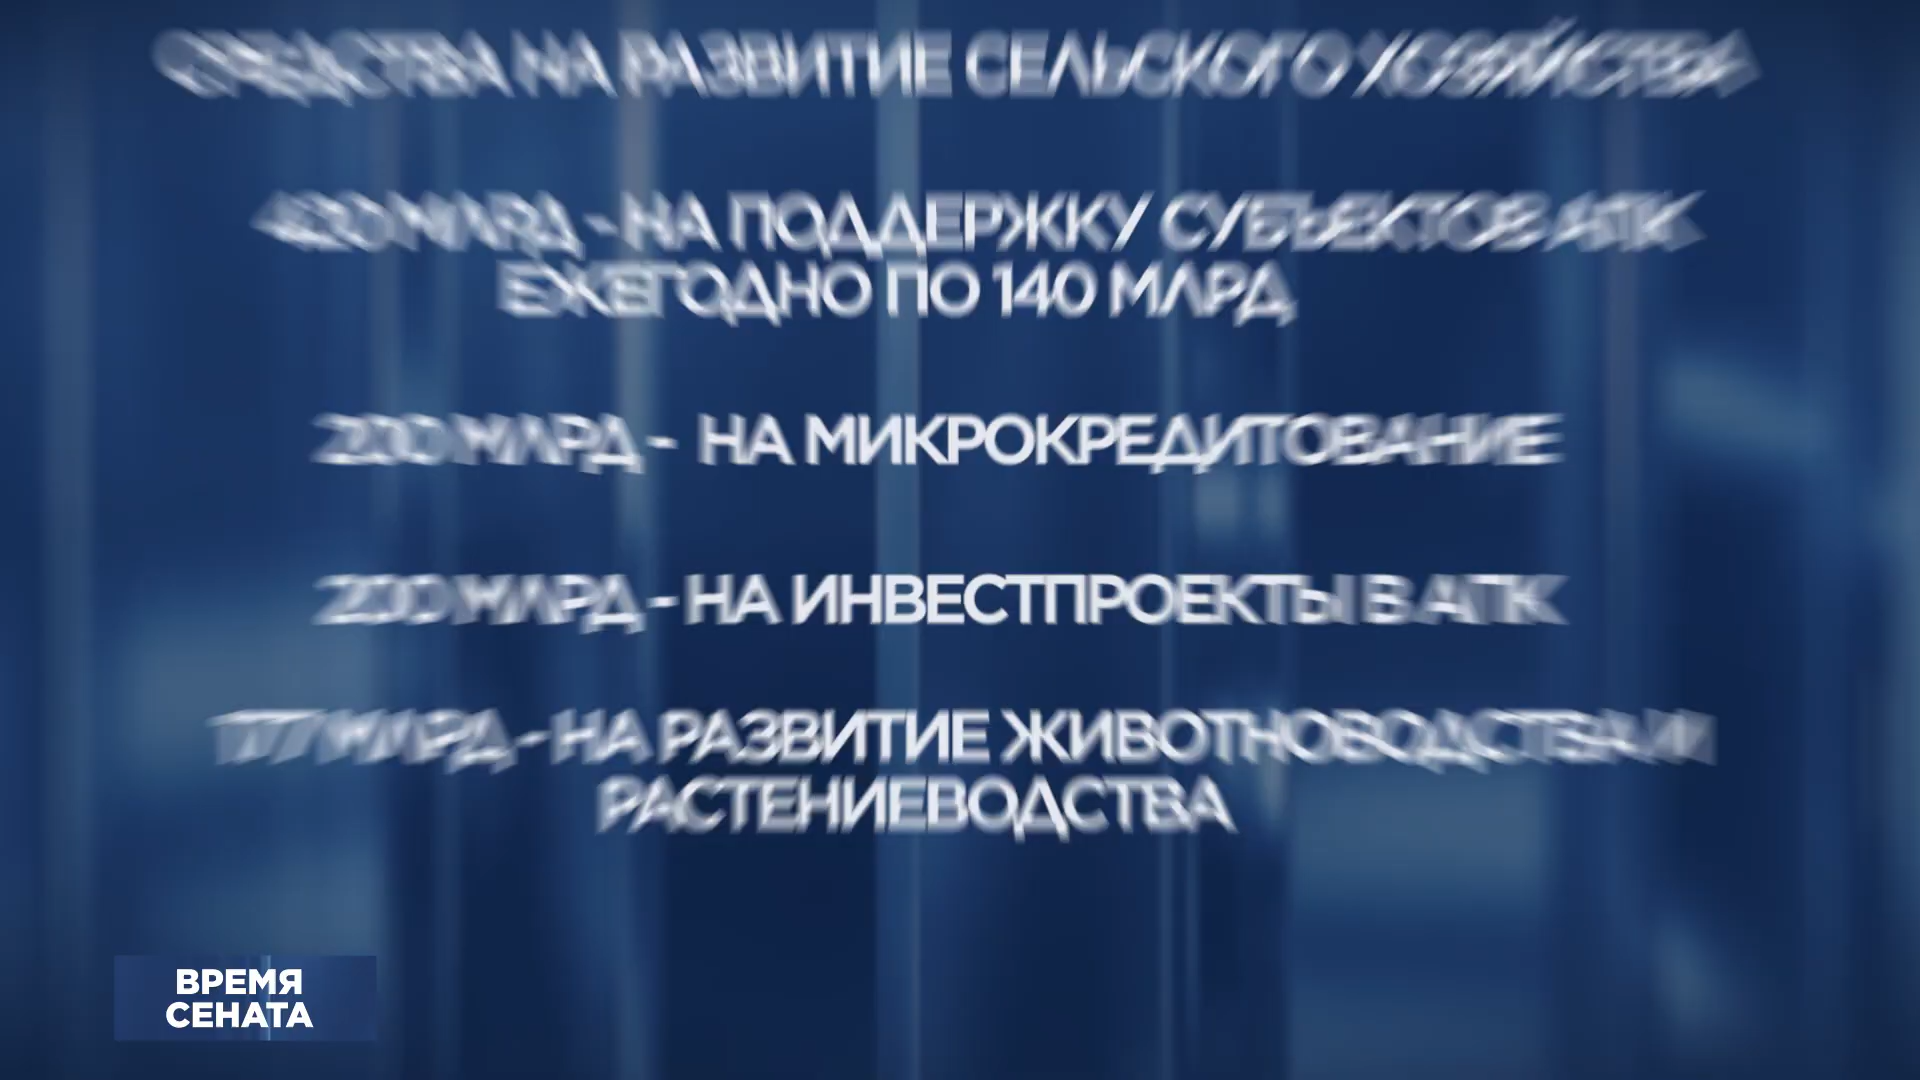 СРЕДСТВА НА РАЗВИТИЕ СЕЛЬСКОГО ХОЗЯЙСТВА
420 МЛРД - НА ПОДДЕРЖКУ СУБЪЕКТОВ АПК
ЕЖЕГОДНО ПО 140 МЛРД
200 МЛРД - НА МИКРОКРЕДИТОВАНИЕ
200 МЛРД - НА ИНВЕСТПРОЕКТЫ В АПК
МЛРД - НА РАЗВИТИЕ ЖИВОТНОВОДСТВА И
РАСТЕНИЕВОДСТВА
ВРЕМЯ
СЕНАТА